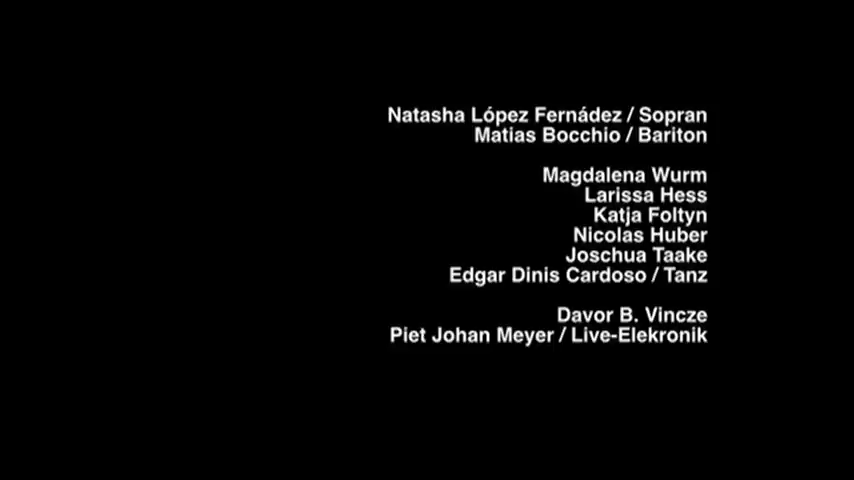 Natasha López Fernádez / Sopran
Matias Bocchio / Bariton
Magdalena Wurm
Larissa Hess
Katja Foltyn
Nicolas Huber
Joschua Taake
Edgar Dinis Cardoso / Tanz
Davor B. Vincze
Piet Johan Meyer / Live-Elekronik